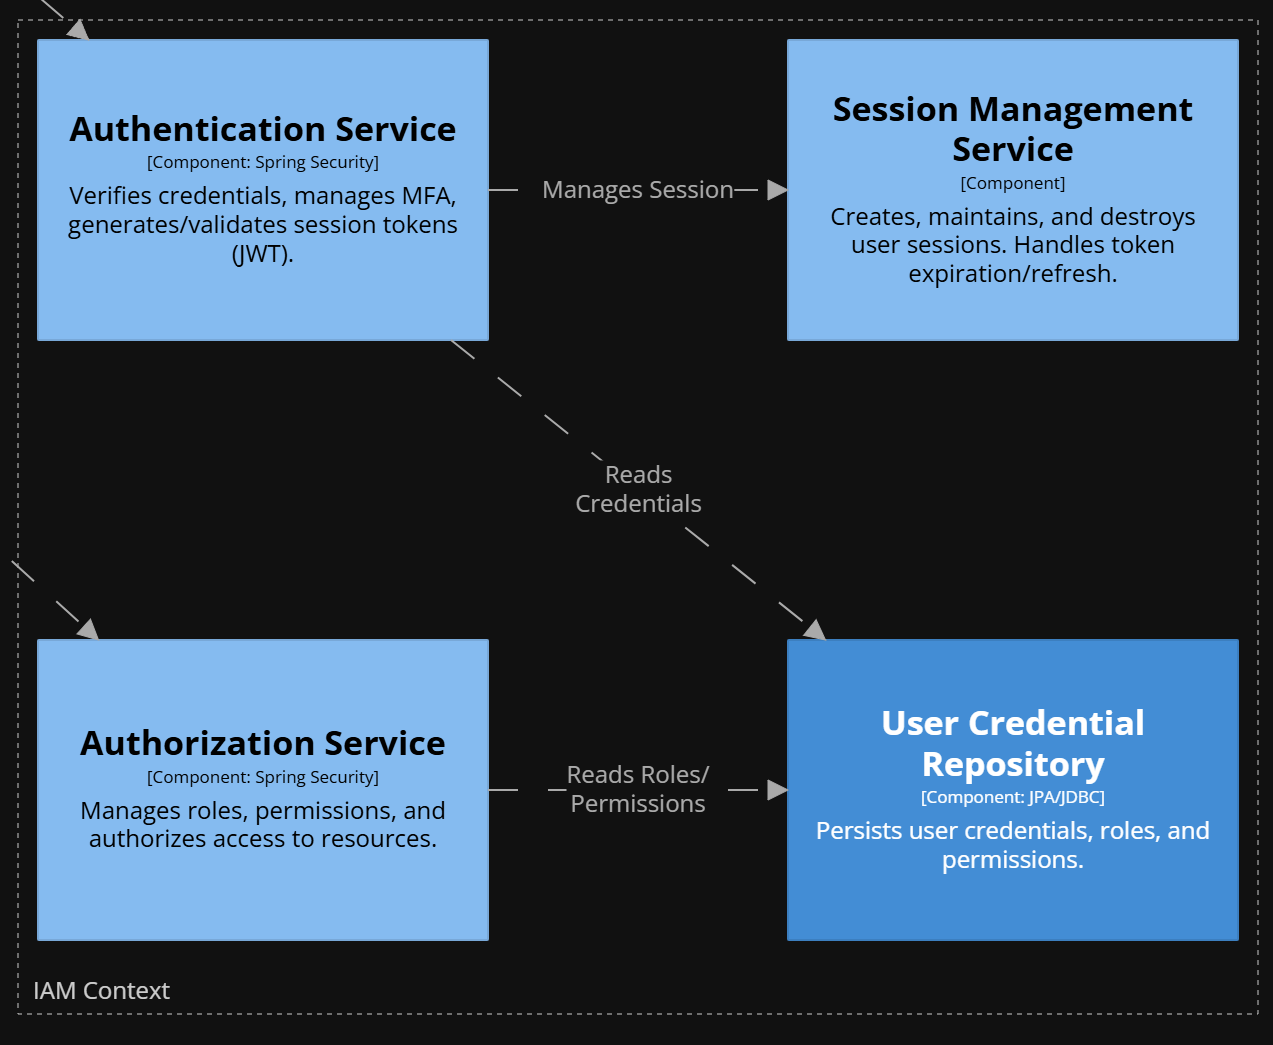 Authentication Service
[Component: Spring Security]
Verifies credentials, manages MFA,
generates/validates session tokens
(JWT).
Manages Session
Session Management
Service
[Component]
Creates, maintains, and destroys
user sessions. Handles token
expiration/refresh.
Reads
Credentials
Authorization Service
[Component: Spring Security]
Manages roles, permissions, and
authorizes access to resources.
Reads Roles/
Permissions
User Credential
Repository
[Component: JPA/JDBC]
Persists user credentials, roles, and
permissions.
IAM Context